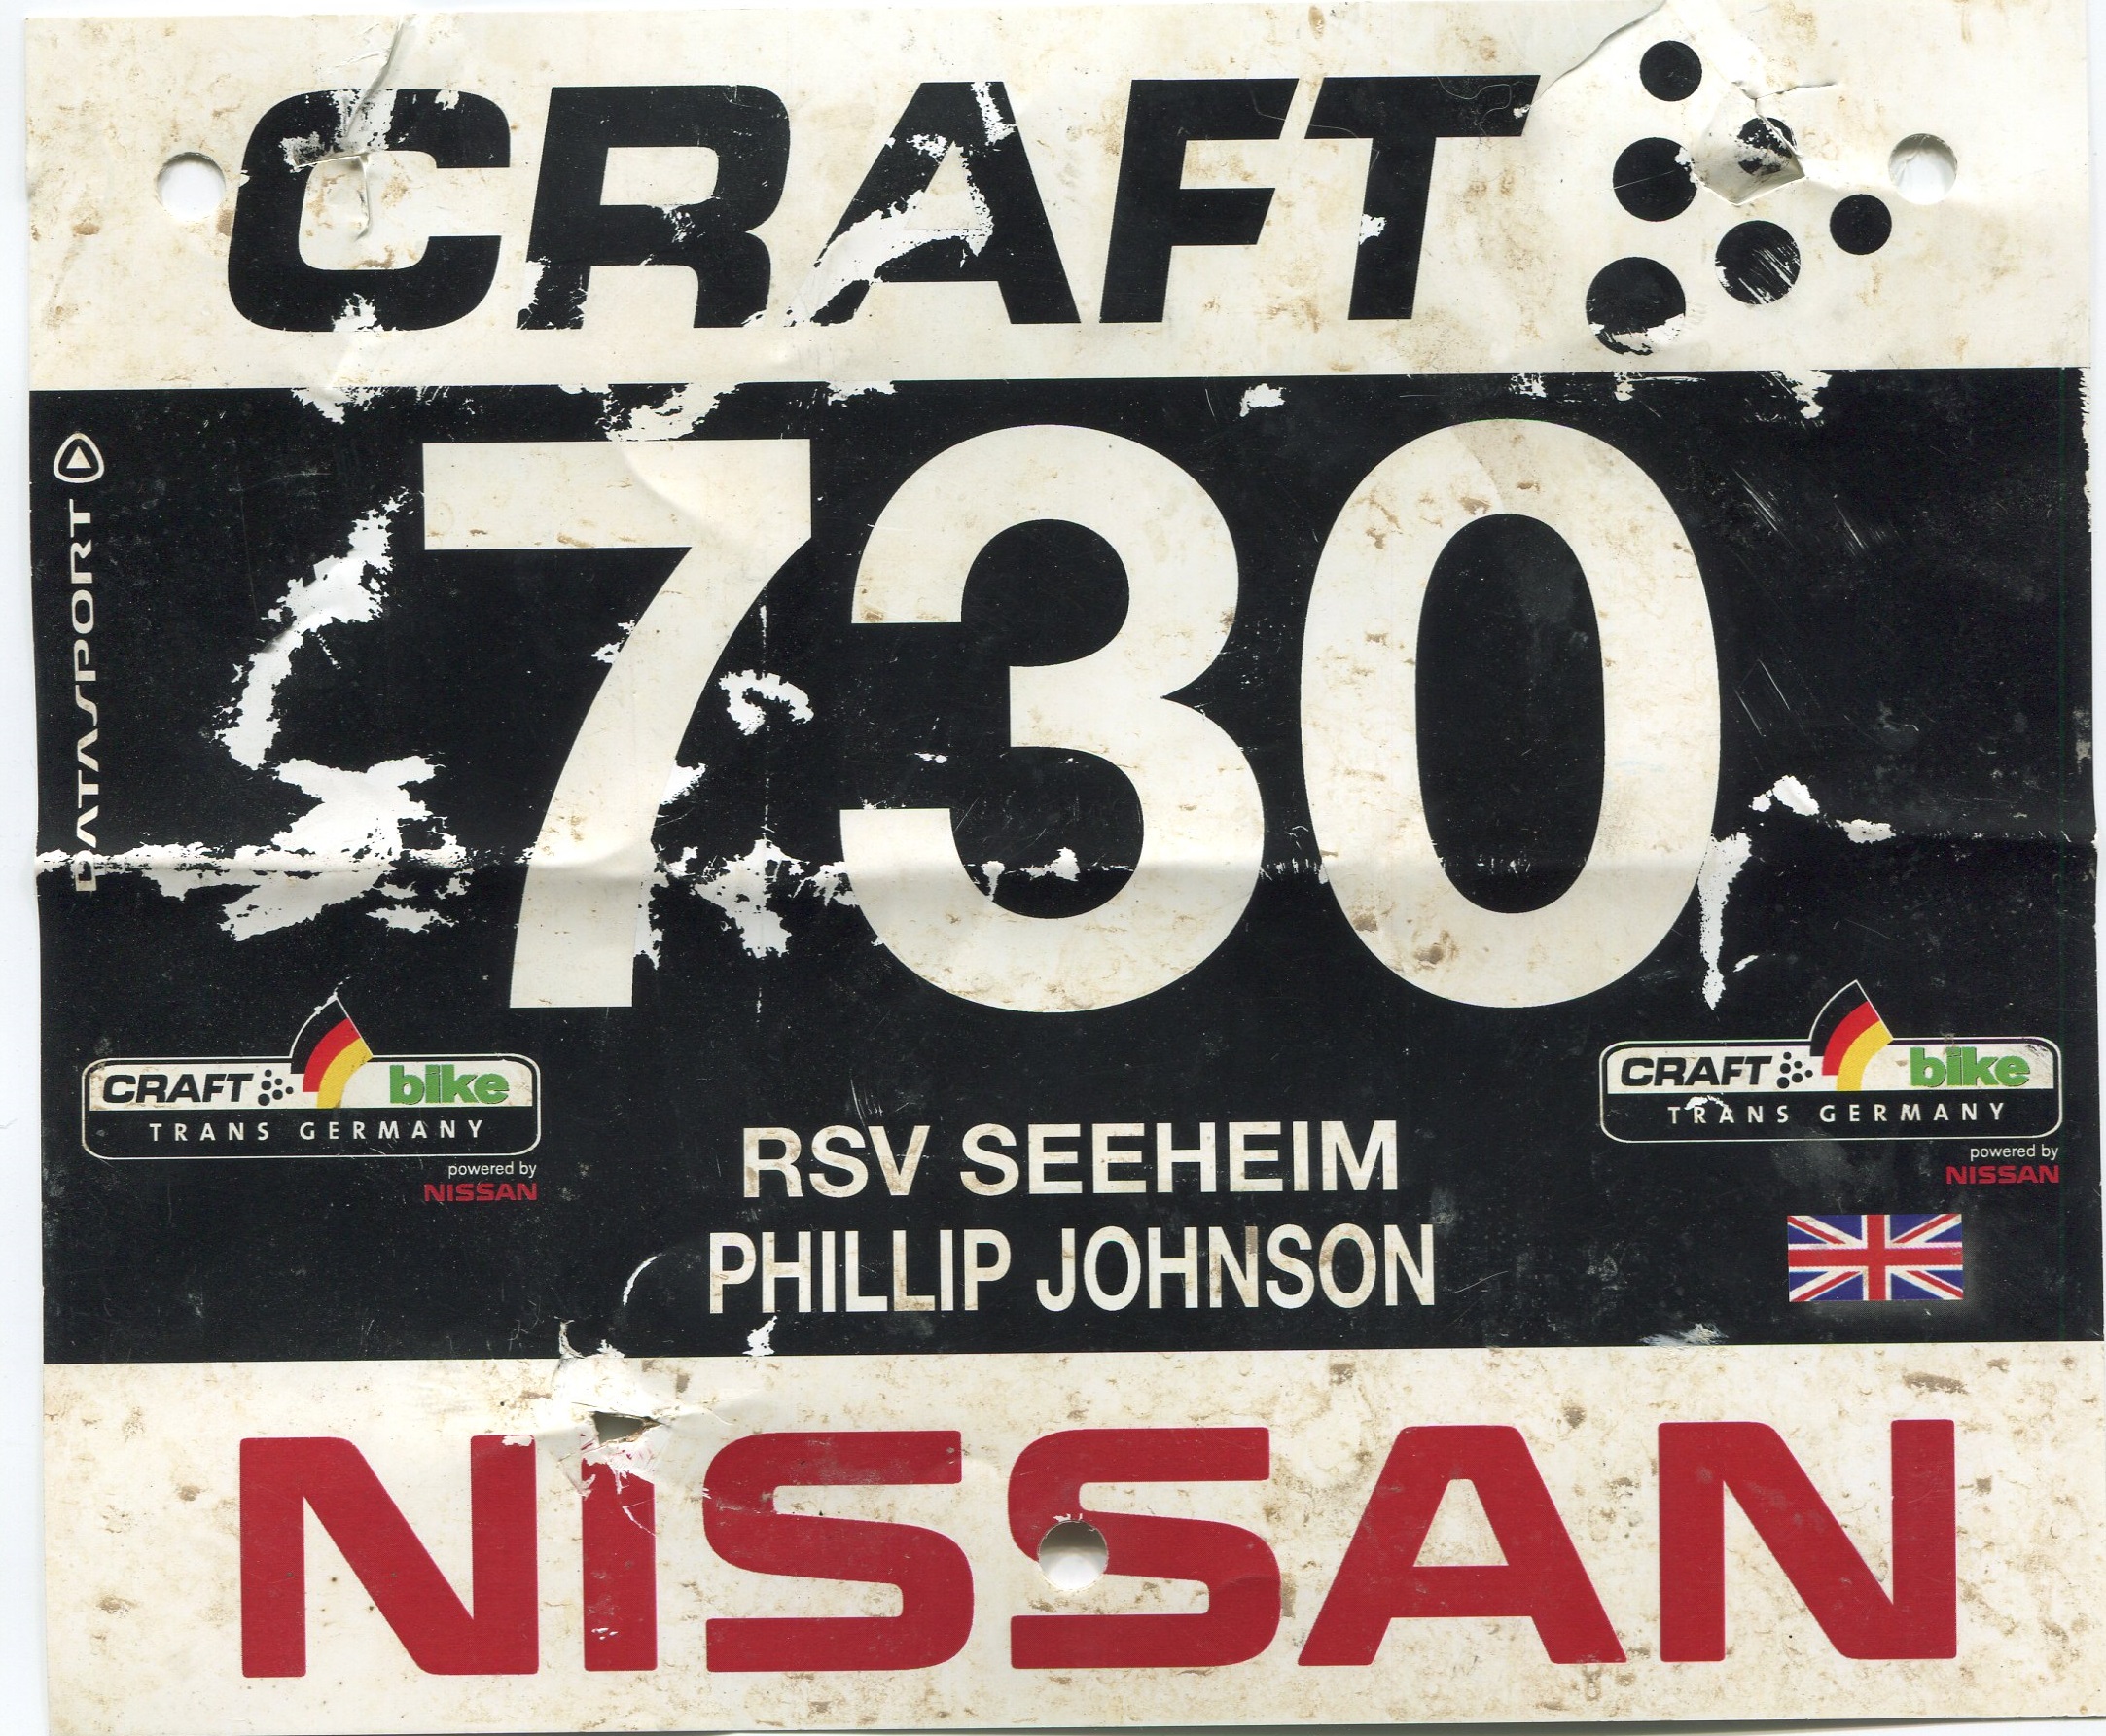 CRAFT
DATASPORT
730
CRAFT bike
TRANS GERMANY
powered by
NISSAN
CRAFT bike
TRANS GERMANY
powered by
NISSAN
RSV SEEHEIM
PHILLIP JOHNSON
NISSAN